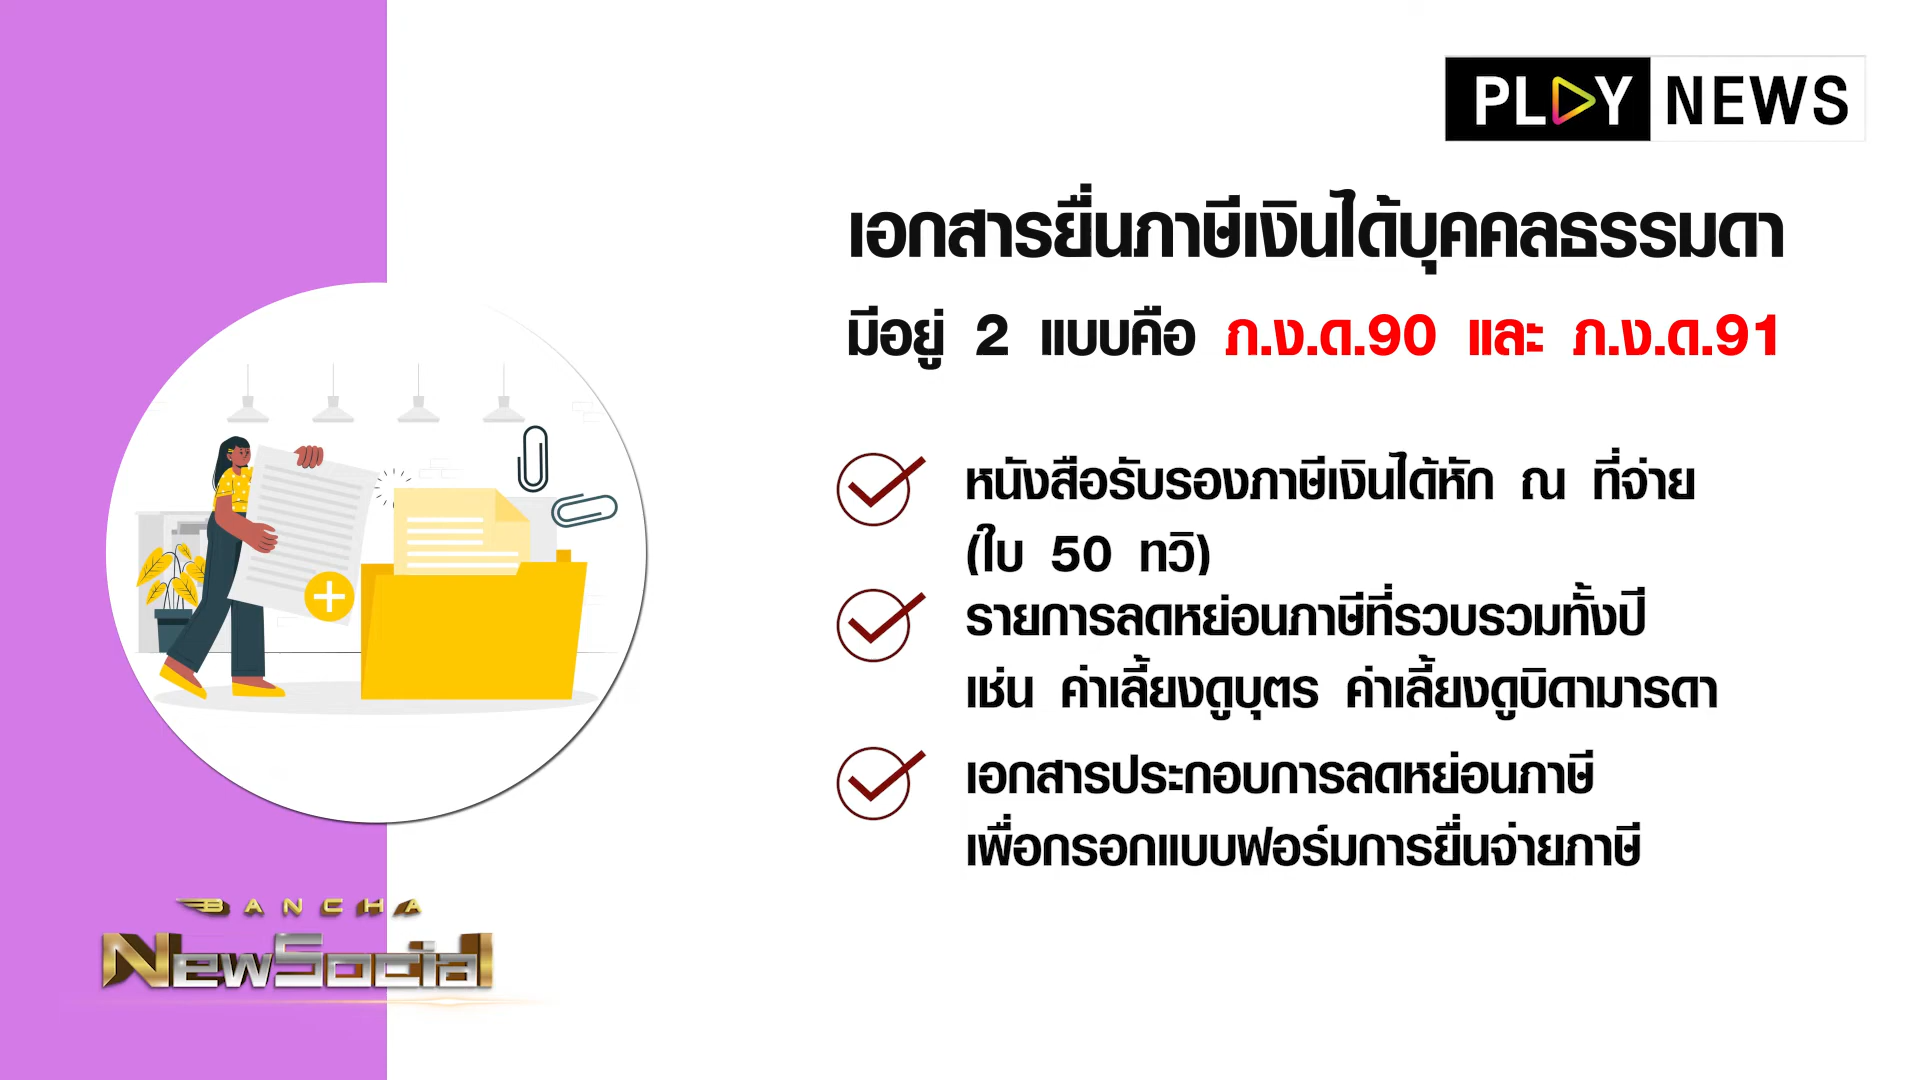 PLAY NEWS
เอกสารยื่นภาษีเงินได้บุคคลธรรมดา
มีอยู่ 2 แบบคือ ภ.ง.ด.90 และ ภ.ง.ด.91
หนังสือรับรองภาษีเงินได้หัก ณ ที่จ่าย
(ใบ 50 ทวิ)
รายการลดหย่อนภาษีที่รวบรวมทั้งปี
เช่น ค่าเลี้ยงดูบุตร ค่าเลี้ยงดูบิดามารดา
เอกสารประกอบการลดหย่อนภาษี
เพื่อกรอกแบบฟอร์มการยื่นจ่ายภาษี
BANCHA
NewSocial